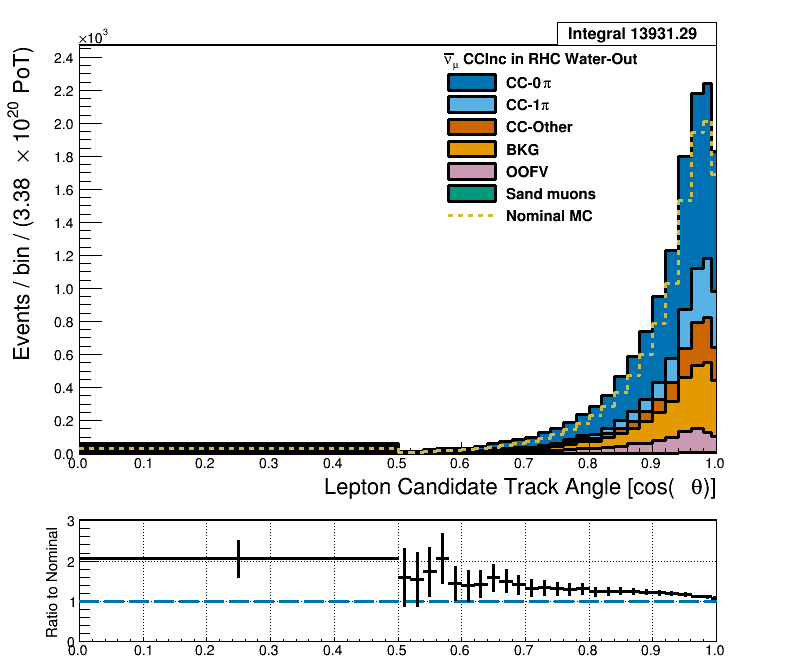 Integral 13931.29
×10³
ν̅μ CCInc in RHC Water-Out
CC-0π
CC-1π
CC-Other
BKG
OOFV
Sand muons
Nominal MC
Events / bin / (3.38 × 10²⁰ PoT)
2.4
2.2
2.0
1.8
1.6
1.4
1.2
1.0
0.8
0.6
0.4
0.2
0.0
0.0 0.1 0.2 0.3 0.4 0.5 0.6 0.7 0.8 0.9 1.0
Lepton Candidate Track Angle [cos( θ)]
Ratio to Nominal
3
2
1
0
0.0 0.1 0.2 0.3 0.4 0.5 0.6 0.7 0.8 0.9 1.0